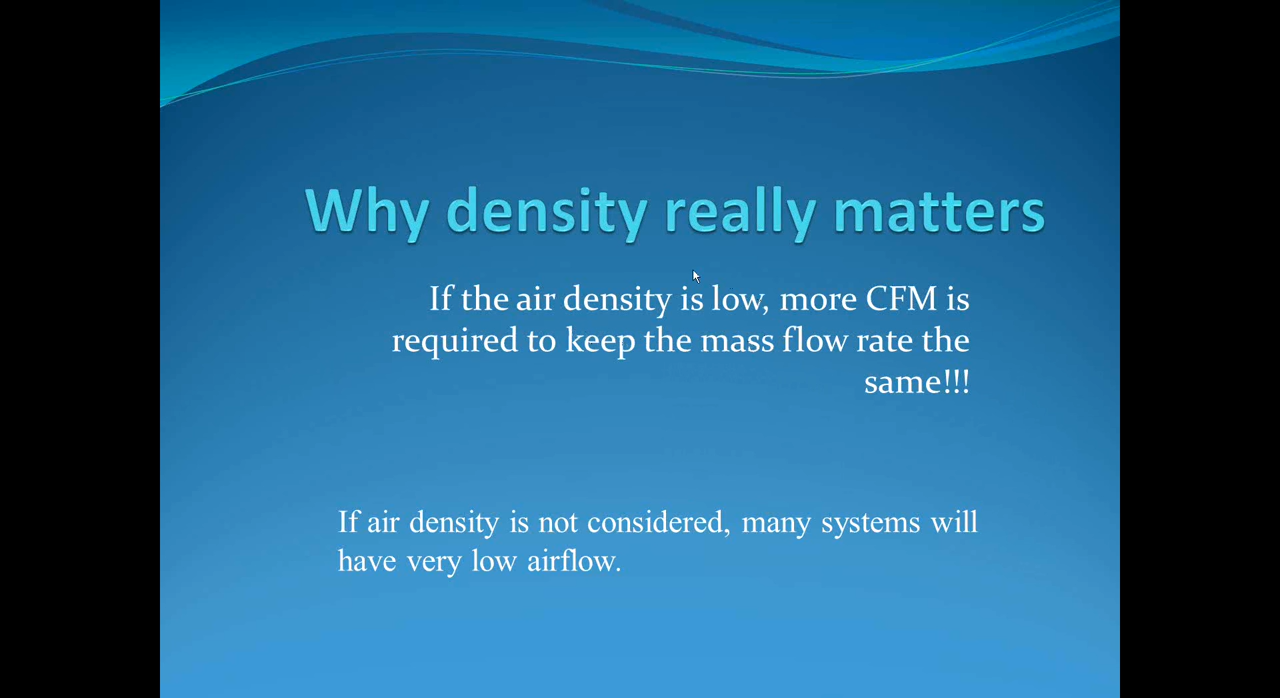 Why density really matters
If the air density is low, more CFM is
required to keep the mass flow rate the
same!!!
If air density is not considered, many systems will
have very low airflow.